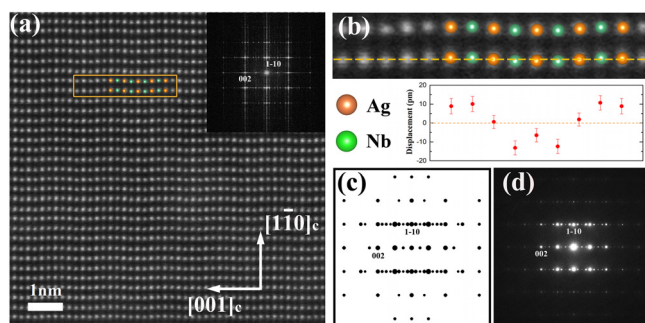 (a)
1-10
002
[11̅0]c
[001]c
1nm
(b)
Ag
Nb
Displacement (pm)
20
10
0
-10
-20
(c)
1-10
002
(d)
1-10
002